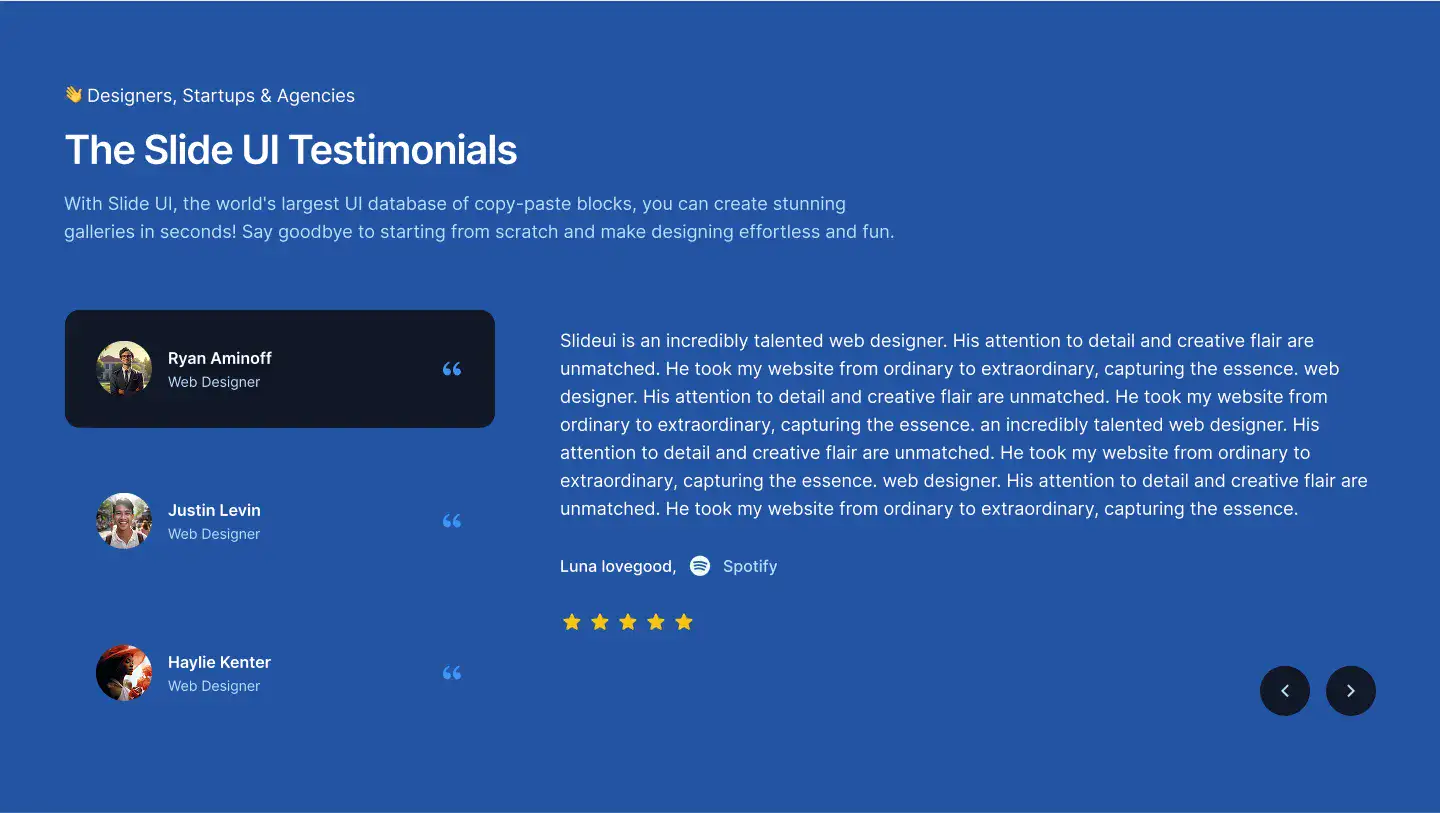 👋 Designers, Startups & Agencies
The Slide UI Testimonials
With Slide UI, the world's largest UI database of copy-paste blocks, you can create stunning
galleries in seconds! Say goodbye to starting from scratch and make designing effortless and fun.
Ryan Aminoff
Web Designer
Justin Levin
Web Designer
Haylie Kenter
Web Designer
Slideui is an incredibly talented web designer. His attention to detail and creative flair are
unmatched. He took my website from ordinary to extraordinary, capturing the essence. web
designer. His attention to detail and creative flair are unmatched. He took my website from
ordinary to extraordinary, capturing the essence. an incredibly talented web designer. His
attention to detail and creative flair are unmatched. He took my website from ordinary to
extraordinary, capturing the essence. web designer. His attention to detail and creative flair are
unmatched. He took my website from ordinary to extraordinary, capturing the essence.
Luna lovegood, Spotify